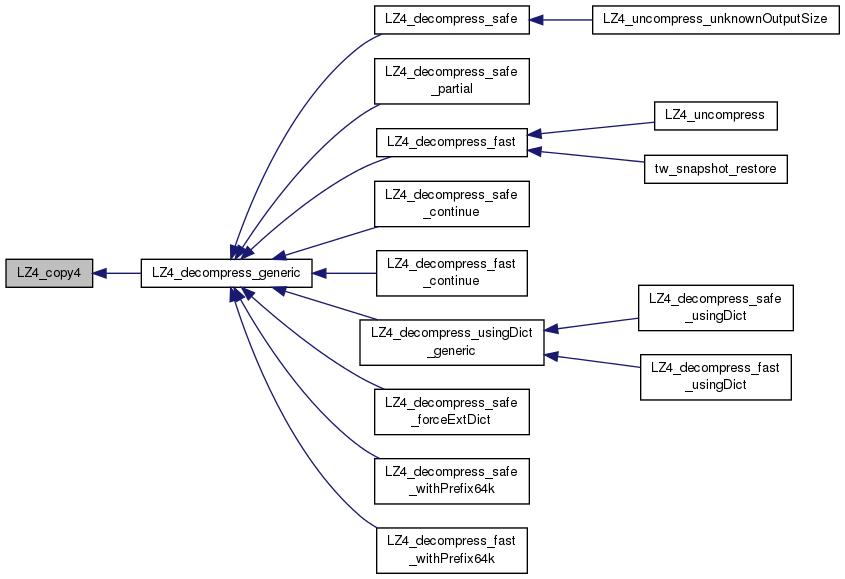 LZ4_decompress_safe
LZ4_uncompress_unknownOutputSize
LZ4_decompress_safe
_partial
LZ4_uncompress
LZ4_decompress_fast
tw_snapshot_restore
LZ4_decompress_safe
_continue
LZ4_copy4
LZ4_decompress_generic
LZ4_decompress_fast
_continue
LZ4_decompress_safe
_usingDict
LZ4_decompress_usingDict
_generic
LZ4_decompress_fast
_usingDict
LZ4_decompress_safe
_forceExtDict
LZ4_decompress_safe
_withPrefix64k
LZ4_decompress_fast
_withPrefix64k